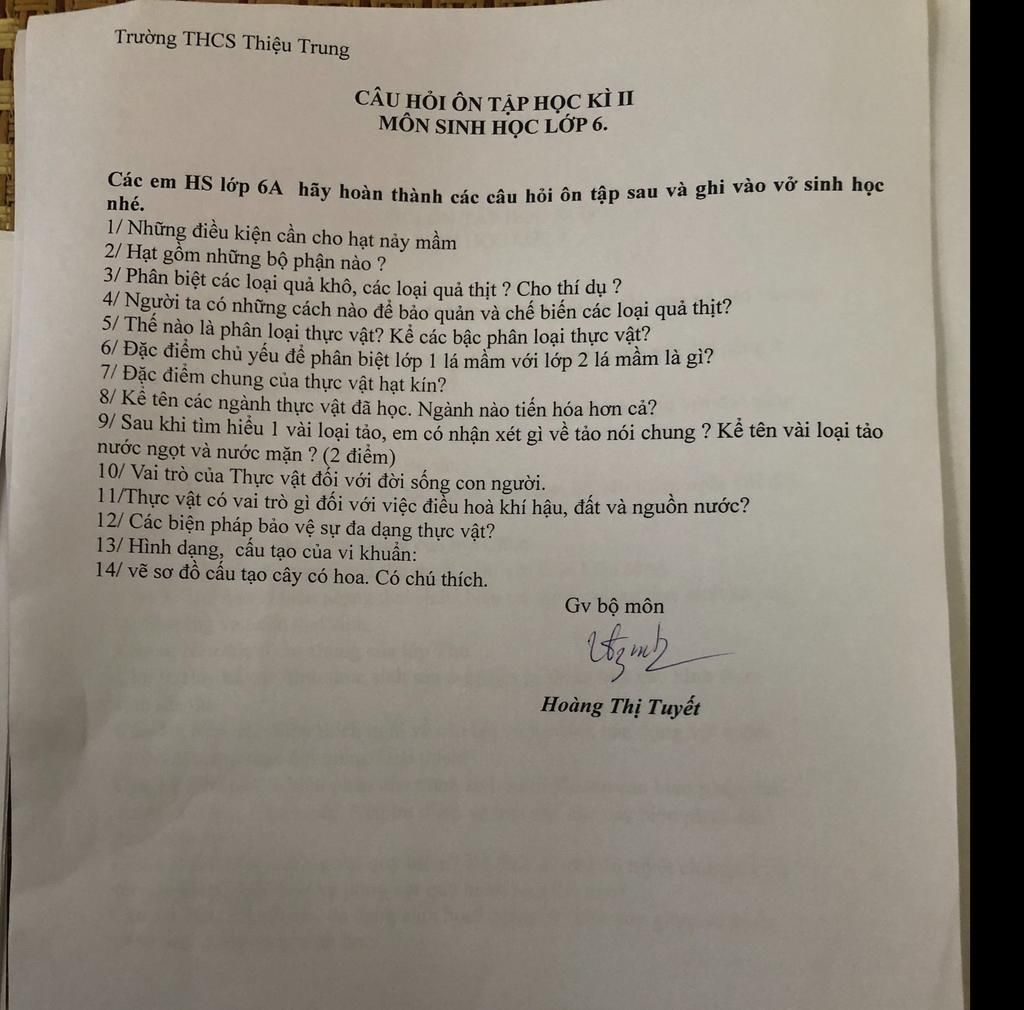 Trường THCS Thiệu Trung
CÂU HỎI ÔN TẬP HỌC KÌ II
MÔN SINH HỌC LỚP 6.
Các em HS lớp 6A hãy hoàn thành các câu hỏi ôn tập sau và ghi vào vở sinh học
nhé.
1/ Những điều kiện cần cho hạt nảy mầm
2/ Hạt gồm những bộ phận nào ?
3/ Phân biệt các loại quả khô, các loại quả thịt ? Cho thí dụ ?
4/ Người ta có những cách nào để bảo quản và chế biến các loại quả thịt?
5/ Thế nào là phân loại thực vật? Kể các bậc phân loại thực vật?
6/ Đặc điểm chủ yếu để phân biệt lớp 1 lá mầm với lớp 2 lá mầm là gì?
7/ Đặc điểm chung của thực vật hạt kín?
8/ Kể tên các ngành thực vật đã học. Ngành nào tiến hóa hơn cả?
9/ Sau khi tìm hiểu 1 vài loại tảo, em có nhận xét gì về tảo nói chung ? Kể tên vài loại tảo
nước ngọt và nước mặn ? (2 điểm)
10/ Vai trò của Thực vật đối với đời sống con người.
11/Thực vật có vai trò gì đối với việc điều hoà khí hậu, đất và nguồn nước?
12/ Các biện pháp bảo vệ sự đa dạng thực vật?
13/ Hình dạng, cấu tạo của vi khuẩn:
14/ vẽ sơ đồ cấu tạo cây có hoa. Có chú thích.
Gv bộ môn
Hoàng Thị Tuyết